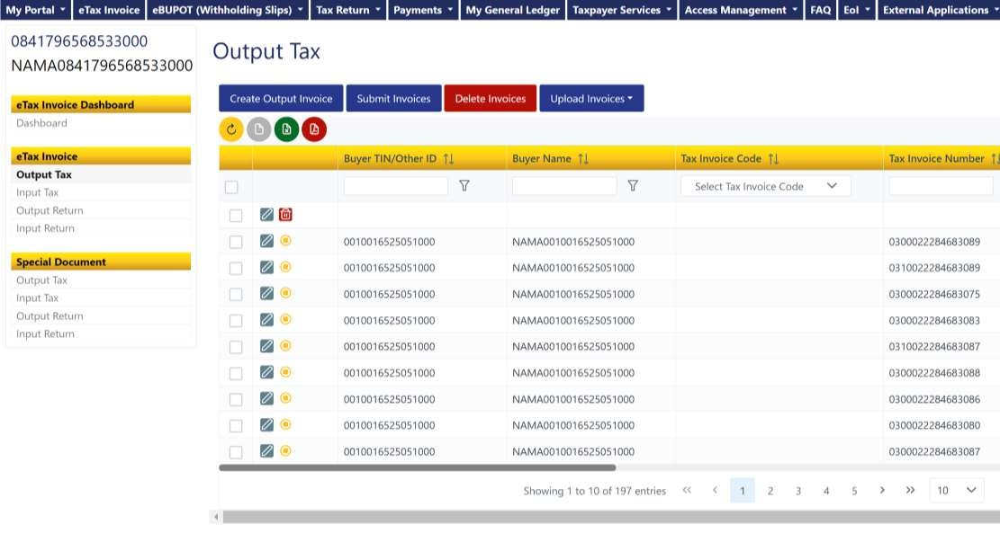 My Portal eTax Invoice eBUPOT (Withholding Slips) Tax Return Payments My General Ledger Taxpayer Services Access Management FAQ EoI External Applications
0841796568533000
NAMA0841796568533000
eTax Invoice Dashboard
Dashboard
eTax Invoice
Output Tax
Input Tax
Output Return
Input Return
Special Document
Output Tax
Input Tax
Output Return
Input Return
Output Tax
Create Output Invoice Submit Invoices Delete Invoices Upload Invoices
Buyer TIN/Other ID Buyer Name Tax Invoice Code Tax Invoice Number
Select Tax Invoice Code
0010016525051000 NAMA0010016525051000 0300022284683089
0010016525051000 NAMA0010016525051000 0310022284683089
0010016525051000 NAMA0010016525051000 0300022284683075
0010016525051000 NAMA0010016525051000 0300022284683083
0010016525051000 NAMA0010016525051000 0310022284683087
0010016525051000 NAMA0010016525051000 0300022284683088
0010016525051000 NAMA0010016525051000 0300022284683086
0010016525051000 NAMA0010016525051000 0300022284683080
0010016525051000 NAMA0010016525051000 0300022284683087
Showing 1 to 10 of 197 entries 1 2 3 4 5 10